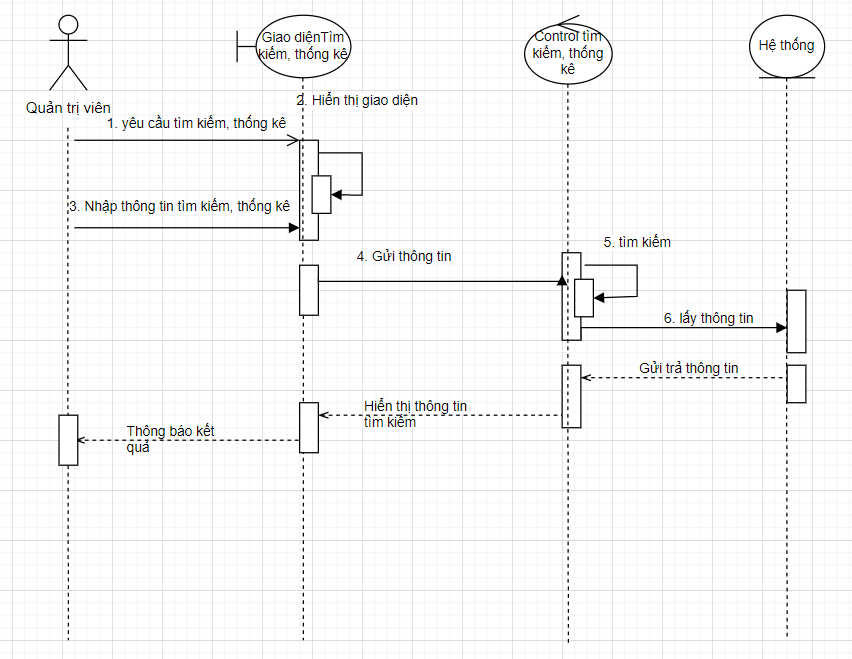 Giao diệnTìm
kiếm, thống kê
Control tìm
kiếm, thống
kê
Hệ thống
Quản trị viên
2. Hiển thị giao diện
1. yêu cầu tìm kiếm, thống kê
3. Nhập thông tin tìm kiếm, thống kê
4. Gửi thông tin
5. tìm kiếm
6. lấy thông tin
Gửi trả thông tin
Hiển thị thông tin
tìm kiếm
Thông báo kết
quả